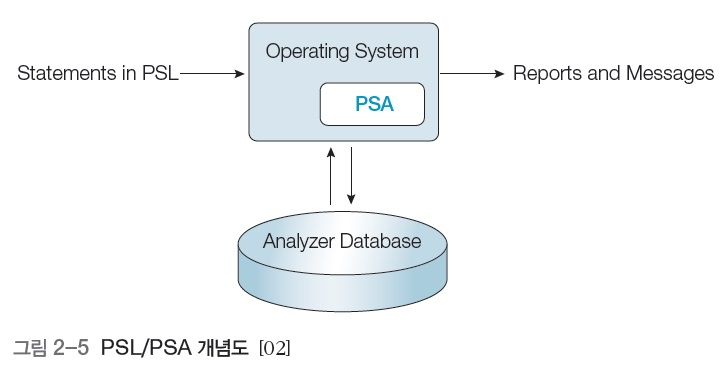 Operating System
Statements in PSL
Reports and Messages
PSA
Analyzer Database
그림 2-5 PSL/PSA 개념도 [02]